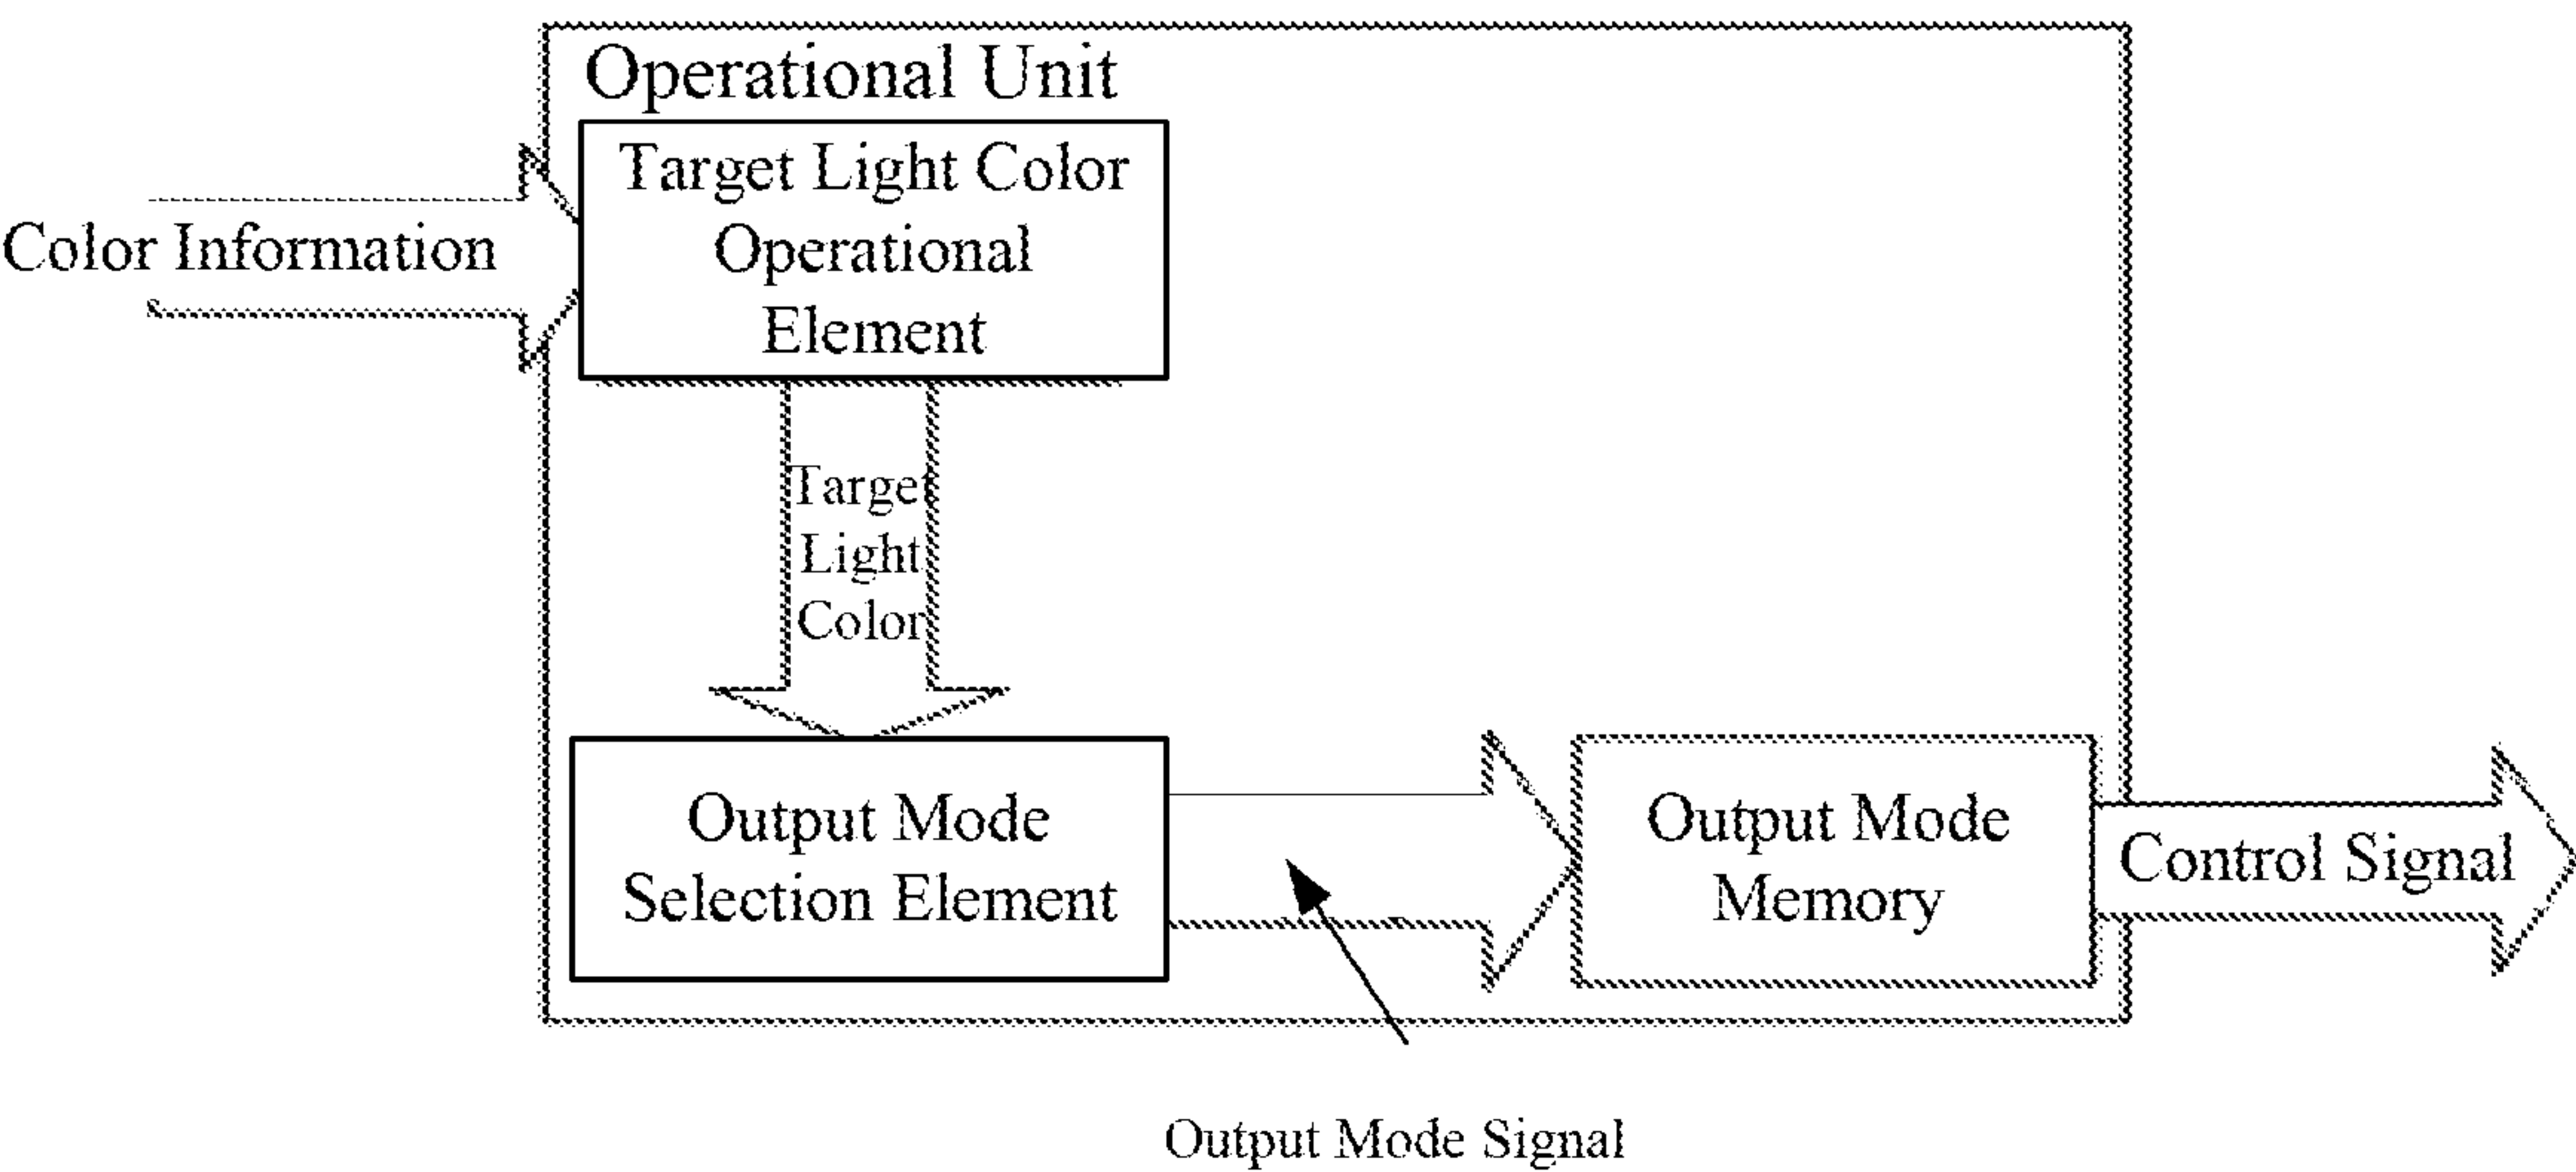 Operational Unit
Target Light Color
Operational
Element
Color Information
Target
Light
Color
Output Mode
Selection Element
Output Mode
Memory
Control Signal
Output Mode Signal